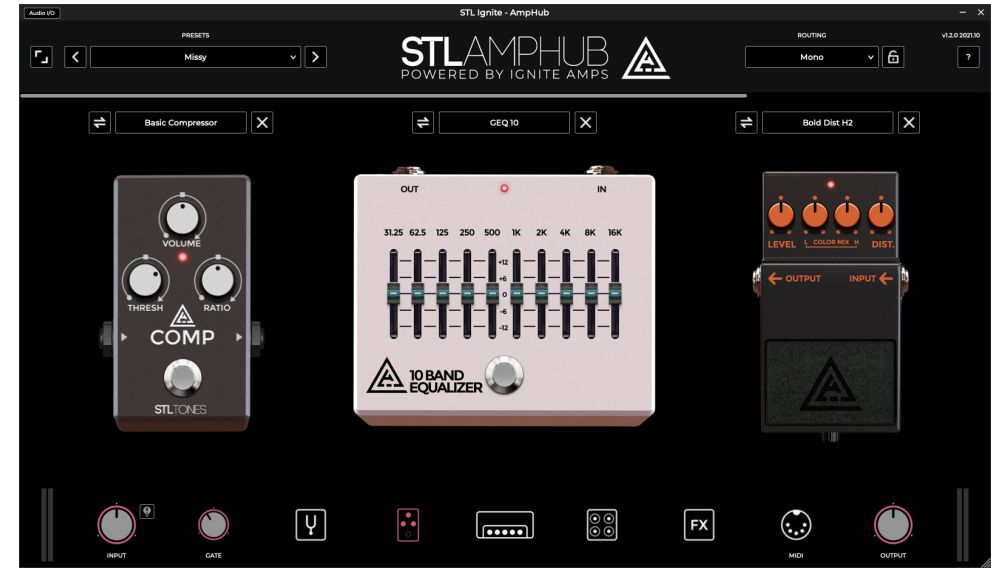 Audio I/O
STL Ignite - AmpHub
PRESETS
Missy
STL AMPHUB
POWERED BY IGNITE AMPS
ROUTING
Mono
v1.2.0 2021.10
?
Basic Compressor
GEQ 10
Bold Dist H2
VOLUME
THRESH RATIO
COMP
STLTONES
OUT IN
31.25 62.5 125 250 500 1K 2K 4K 8K 16K
+12
+6
0
-6
-12
10 BAND
EQUALIZER
LEVEL L COLOR MIX H DIST.
OUTPUT INPUT
FX
INPUT GATE MIDI OUTPUT